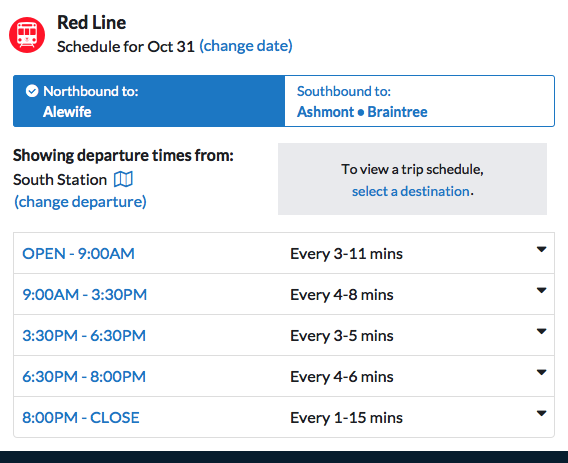 Red Line
Schedule for Oct 31 (change date)
Northbound to:
Alewife
Southbound to:
Ashmont • Braintree
Showing departure times from:
South Station
(change departure)
To view a trip schedule,
select a destination.
OPEN - 9:00AM Every 3-11 mins
9:00AM - 3:30PM Every 4-8 mins
3:30PM - 6:30PM Every 3-5 mins
6:30PM - 8:00PM Every 4-6 mins
8:00PM - CLOSE Every 1-15 mins